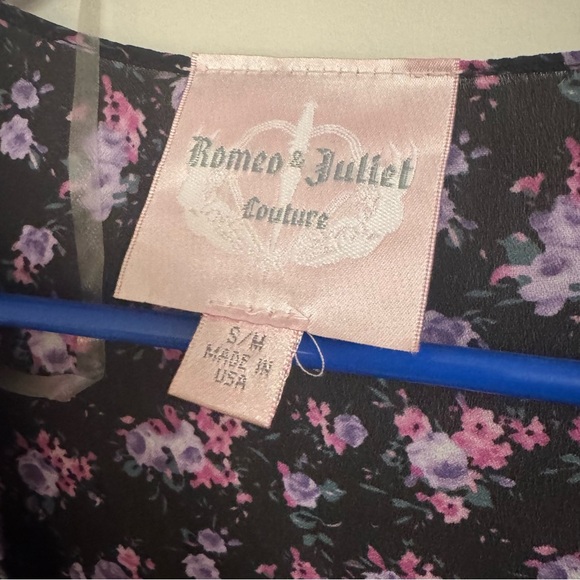 Romeo & Juliet
Couture
S/M
MADE IN
USA